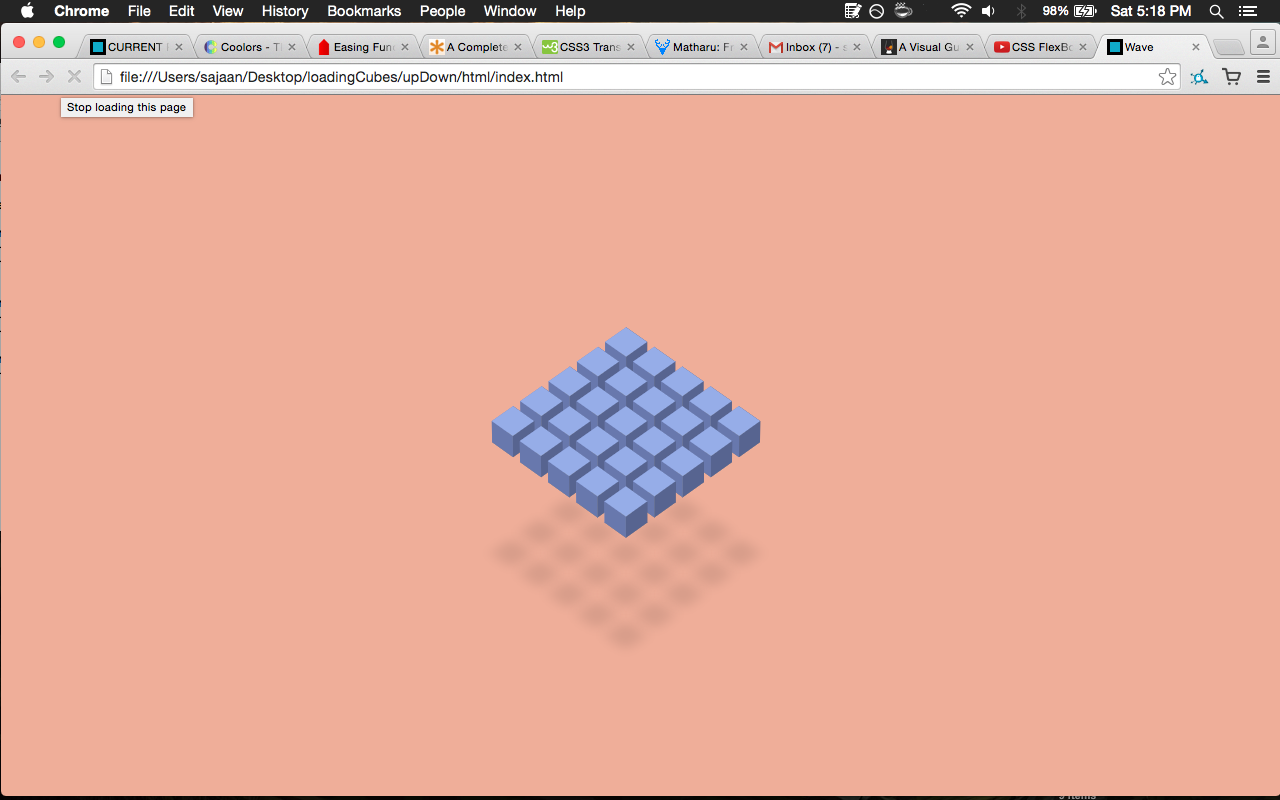 Chrome File Edit View History Bookmarks People Window Help 98% Sat 5:18 PM
CURRENT Coolors - T Easing Fun A Complete CSS3 Trans Matharu: Fr Inbox (7) - s A Visual Gu CSS FlexBo Wave
file:///Users/sajaan/Desktop/loadingCubes/upDown/html/index.html
Stop loading this page